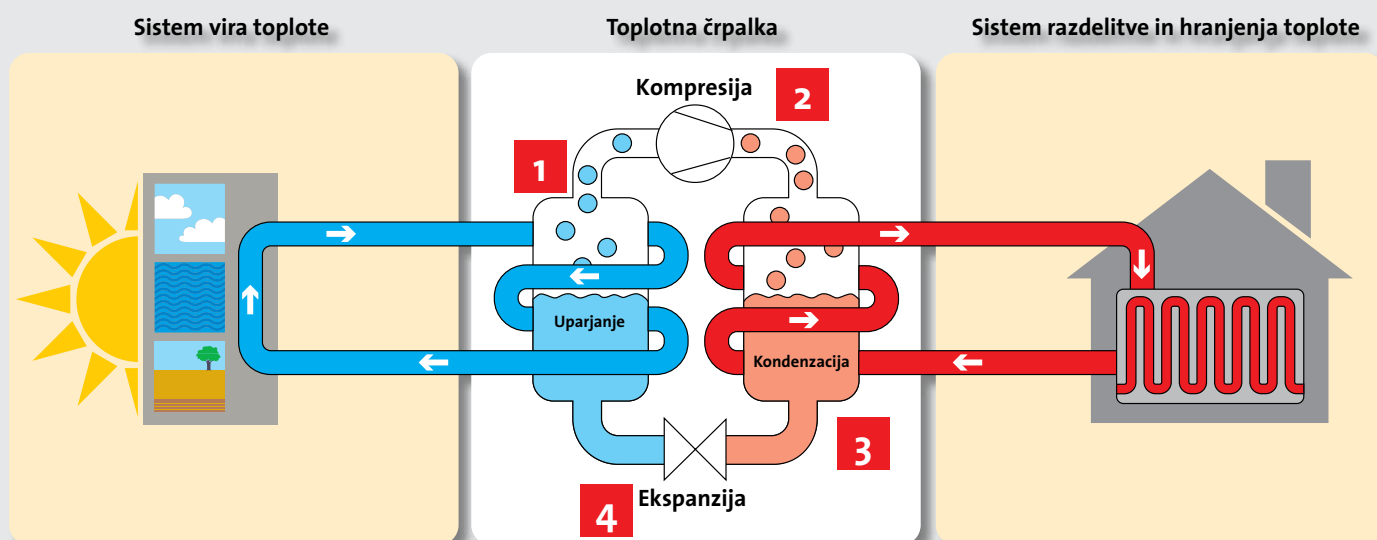 Sistem vira toplote
Toplotna črpalka
Sistem razdelitve in hranjenja toplote
Kompresija
2
1
Uparjanje
Kondenzacija
3
4
Ekspanzija